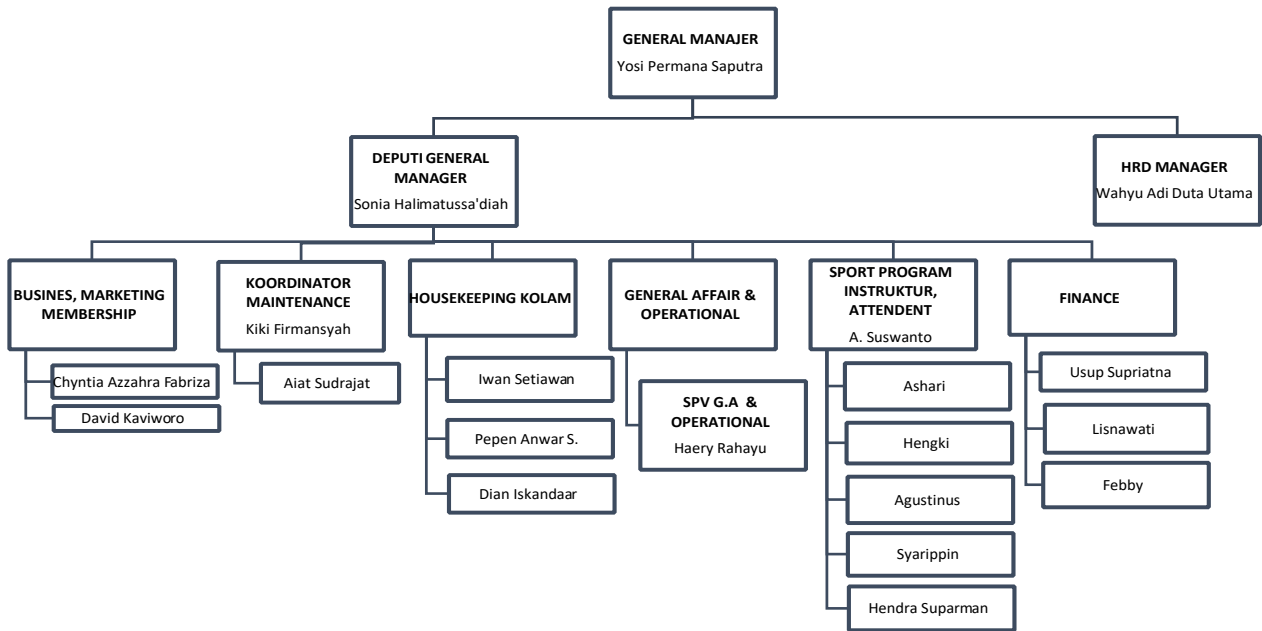 GENERAL MANAJER
Yosi Permana Saputra
DEPUTI GENERAL
MANAGER
Sonia Halimatussa'diah
HRD MANAGER
Wahyu Adi Duta Utama
BUSINES, MARKETING
MEMBERSHIP
Chyntia Azzahra Fabriza
David Kaviworo
KOORDINATOR
MAINTENANCE
Kiki Firmansyah
Aiat Sudrajat
HOUSEKEEPING KOLAM
Iwan Setiawan
Pepen Anwar S.
Dian Iskandaar
GENERAL AFFAIR &
OPERATIONAL
SPV G.A &
OPERATIONAL
Haery Rahayu
SPORT PROGRAM
INSTRUKTUR,
ATTENDENT
A. Suswanto
Ashari
Hengki
Agustinus
Syarippin
Hendra Suparman
FINANCE
Usup Supriatna
Lisnawati
Febby